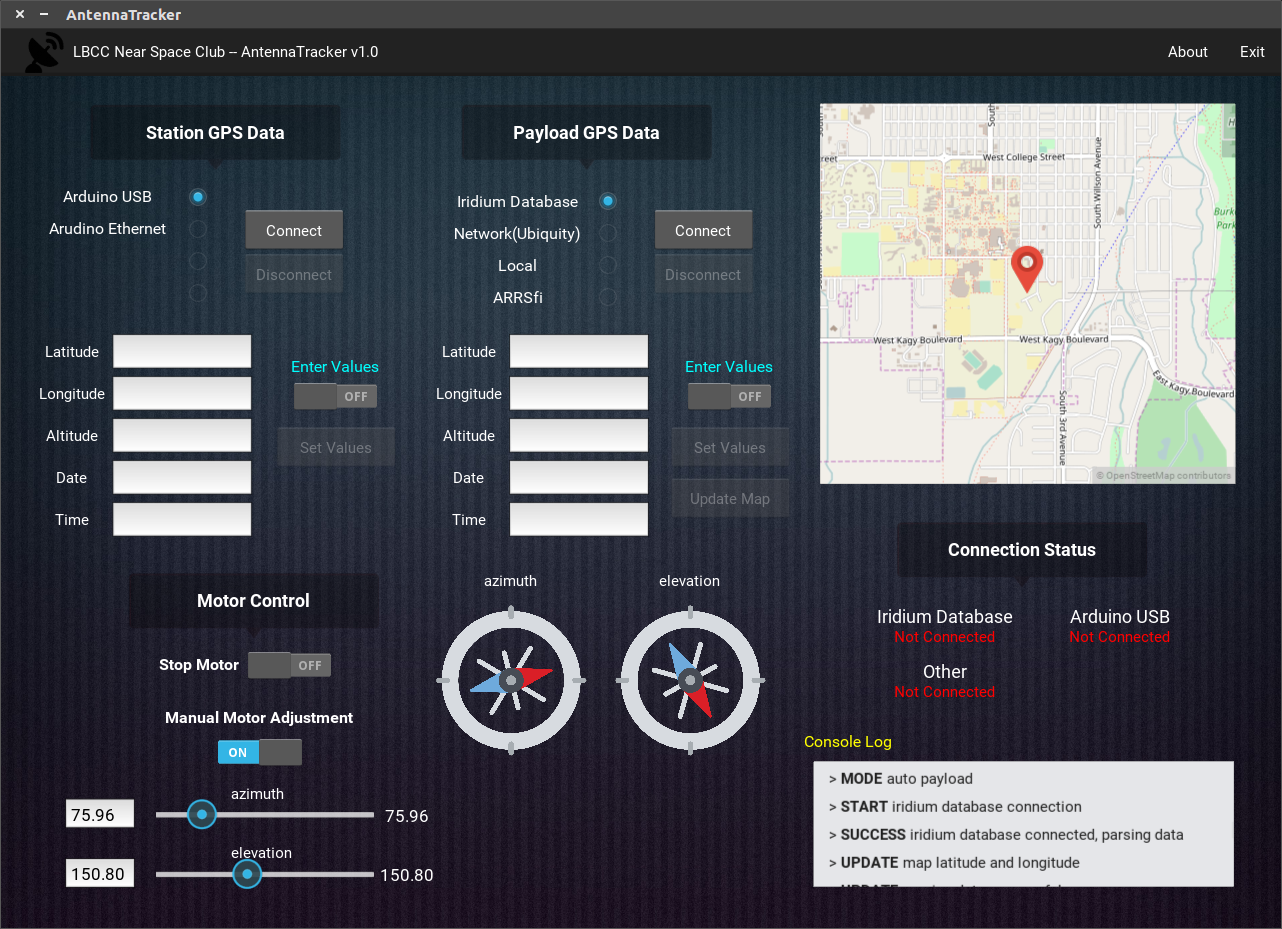 AntennaTracker
LBCC Near Space Club -- AntennaTracker v1.0
About
Exit
Station GPS Data
Arduino USB
Arudino Ethernet
Connect
Disconnect
Latitude
Longitude
Altitude
Date
Time
Enter Values
OFF
Set Values
Payload GPS Data
Iridium Database
Network(Ubiquity)
Local
ARRSfi
Connect
Disconnect
Latitude
Longitude
Altitude
Date
Time
Enter Values
OFF
Set Values
Update Map
South
reet
West College Street
South Willson Avenue
Burk
Park
West Kagy Boulevard
West Kagy Boulevard
East Kagy Boulevard
South 3rd Avenue
© OpenStreetMap contributors
Motor Control
Stop Motor
OFF
Manual Motor Adjustment
ON
azimuth
75.96
75.96
elevation
150.80
150.80
azimuth
elevation
Connection Status
Iridium Database
Not Connected
Arduino USB
Not Connected
Other
Not Connected
Console Log
> MODE auto payload
> START iridium database connection
> SUCCESS iridium database connected, parsing data
> UPDATE map latitude and longitude